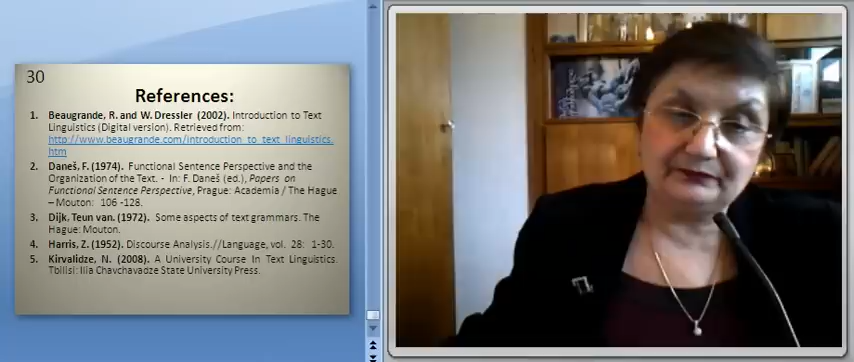 30
References:
1. Beaugrande, R. and W. Dressler (2002). Introduction to Text
Linguistics (Digital version). Retrieved from:
http://www.beaugrande.com/introduction_to_text_linguistics.
htm
2. Daneš, F. (1974). Functional Sentence Perspective and the
Organization of the Text. - In: F. Daneš (ed.), Papers on
Functional Sentence Perspective, Prague: Academia / The Hague
– Mouton: 106 -128.
3. Dijk, Teun van. (1972). Some aspects of text grammars. The
Hague: Mouton.
4. Harris, Z. (1952). Discourse Analysis.//Language, vol. 28: 1-30.
5. Kirvalidze, N. (2008). A University Course In Text Linguistics.
Tbilisi: Ilia Chavchavadze State University Press.